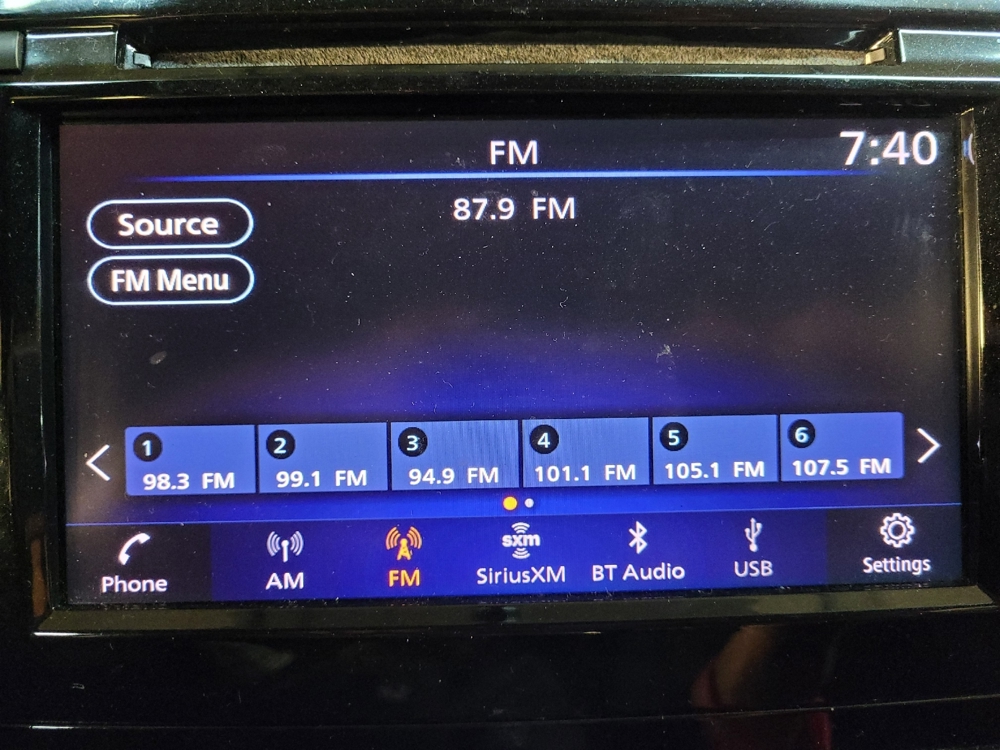 FM
7:40
87.9 FM
Source
FM Menu
1 2 3 4 5 6
98.3 FM 99.1 FM 94.9 FM 101.1 FM 105.1 FM 107.5 FM
sxm
Phone AM FM SiriusXM BT Audio USB Settings